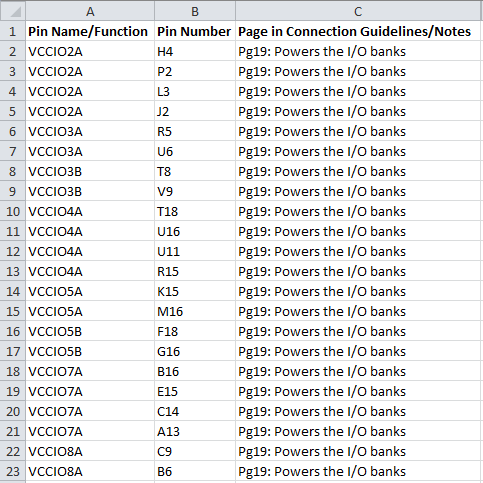 A B C
1 Pin Name/Function Pin Number Page in Connection Guidelines/Notes
2 VCCIO2A H4 Pg19: Powers the I/O banks
3 VCCIO2A P2 Pg19: Powers the I/O banks
4 VCCIO2A L3 Pg19: Powers the I/O banks
5 VCCIO2A J2 Pg19: Powers the I/O banks
6 VCCIO3A R5 Pg19: Powers the I/O banks
7 VCCIO3A U6 Pg19: Powers the I/O banks
8 VCCIO3B T8 Pg19: Powers the I/O banks
9 VCCIO3B V9 Pg19: Powers the I/O banks
10 VCCIO4A T18 Pg19: Powers the I/O banks
11 VCCIO4A U16 Pg19: Powers the I/O banks
12 VCCIO4A U11 Pg19: Powers the I/O banks
13 VCCIO4A R15 Pg19: Powers the I/O banks
14 VCCIO5A K15 Pg19: Powers the I/O banks
15 VCCIO5A M16 Pg19: Powers the I/O banks
16 VCCIO5B F18 Pg19: Powers the I/O banks
17 VCCIO5B G16 Pg19: Powers the I/O banks
18 VCCIO7A B16 Pg19: Powers the I/O banks
19 VCCIO7A E15 Pg19: Powers the I/O banks
20 VCCIO7A C14 Pg19: Powers the I/O banks
21 VCCIO7A A13 Pg19: Powers the I/O banks
22 VCCIO8A C9 Pg19: Powers the I/O banks
23 VCCIO8A B6 Pg19: Powers the I/O banks